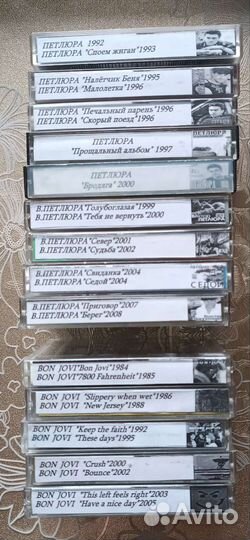 ПЕТЛЮРА 1992
ПЕТЛЮРА "Споем жиган"1993
ПЕТЛЮРА "Налётчик Беня"1995
ПЕТЛЮРА "Малолетка"1996
ПЕТЛЮРА "Печальный парень"1996
ПЕТЛЮРА "Скорый поезд"1996
ПЕТЛЮРА
"Прощальный альбом" 1997
ПЕТЛЮРА
"Бродяга" 2000
В.ПЕТЛЮРА "Голубоглазая"1999
В.ПЕТЛЮРА "Тебя не вернуть"2000
В.ПЕТЛЮРА "Север"2001
В.ПЕТЛЮРА "Судьба"2002
В.ПЕТЛЮРА "Свиданка"2004
В.ПЕТЛЮРА "Седой"2004
СЕДОЙ
В.ПЕТЛЮРА "Приговор"2007
В.ПЕТЛЮРА "Берег"2008
BON JOVI"Bon Jovi"1984
BON JOVI"7800 Fahrenheit"1985
BON JOVI "Slippery when wet"1986
BON JOVI "New Jersey"1988
BON JOVI "Keep the faith"1992
BON JOVI "These days"1995
BON JOVI "Crush"2000
BON JOVI "Bounce"2002
BON JOVI "This left feels right"2003
BON JOVI "Have a nice day"2005
Avito